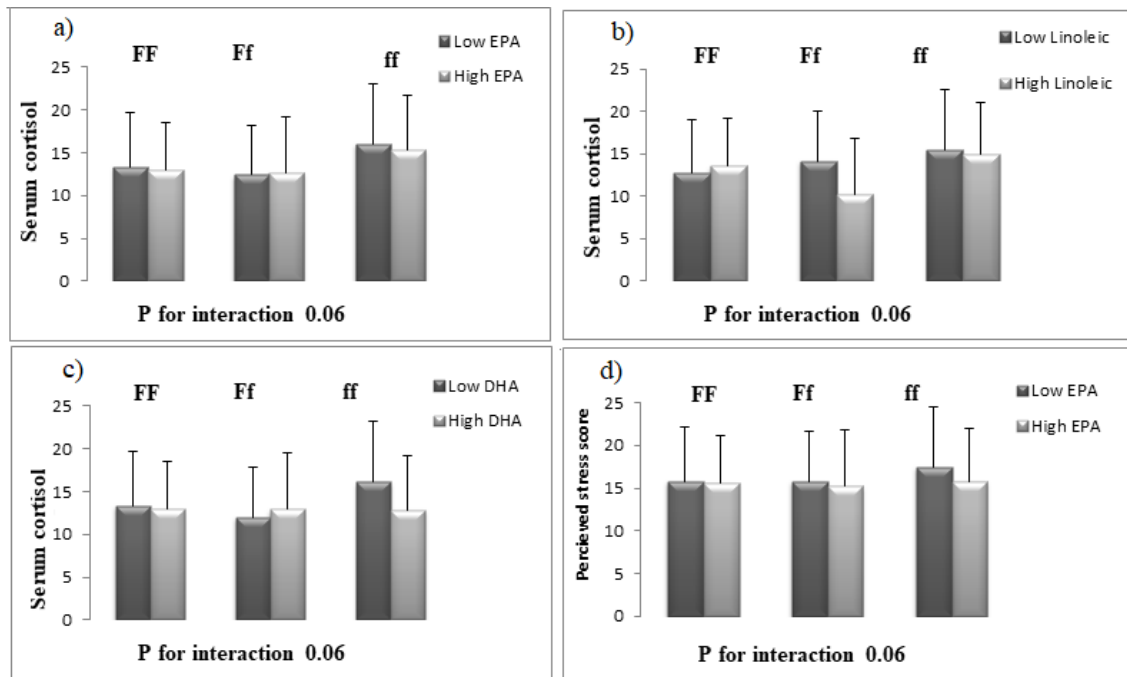 a)
FF Ff ff
Low EPA
High EPA
Serum cortisol
25
20
15
10
5
0
P for interaction 0.06
b)
FF Ff ff
Low Linoleic
High Linoleic
Serum cortisol
25
20
15
10
5
0
P for interaction 0.06
c)
FF Ff ff
Low DHA
High DHA
Serum cortisol
25
20
15
10
5
0
P for interaction 0.06
d)
FF Ff ff
Low EPA
High EPA
Percieved stress score
25
20
15
10
5
0
P for interaction 0.06